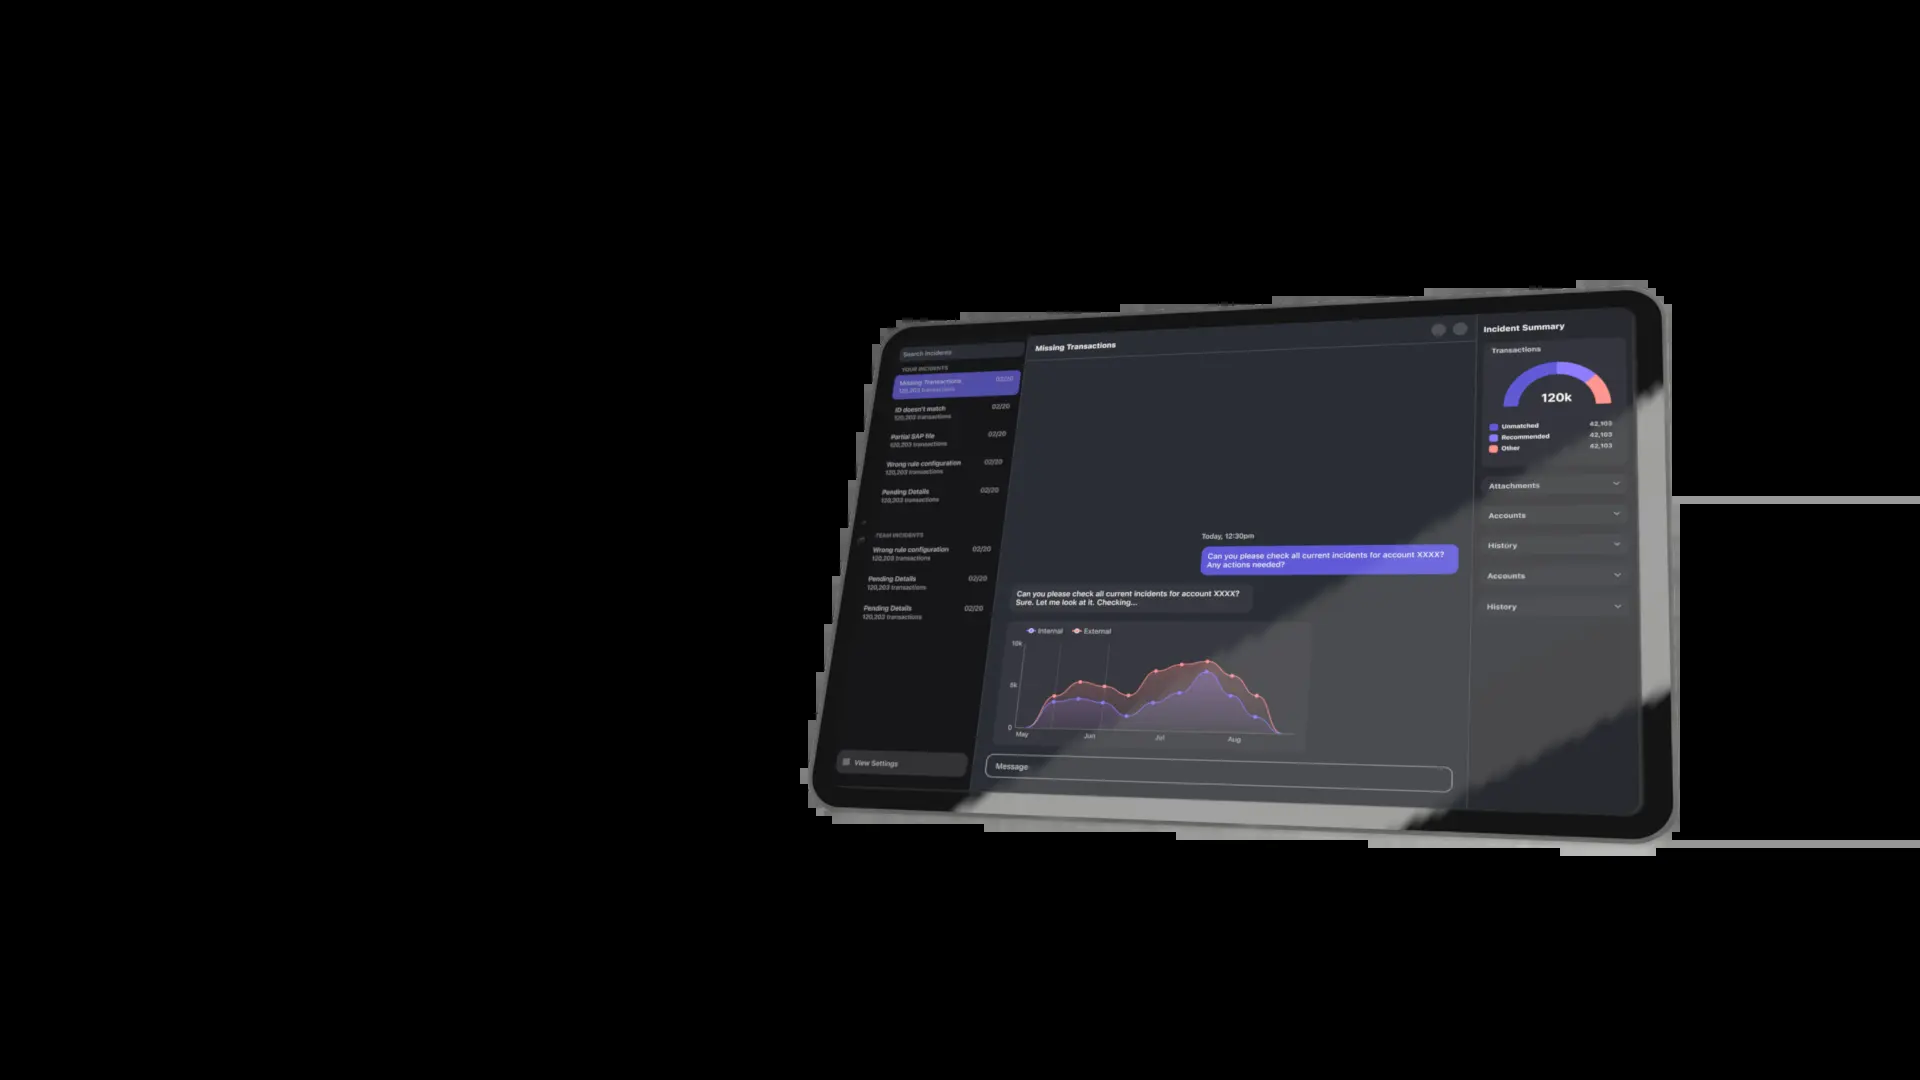 Search incidents
YOUR INCIDENTS
Missing Transactions 02/20
120,203 transactions
ID doesn't match 02/20
120,203 transactions
Partial SAP file 02/20
120,203 transactions
Wrong rule configuration 02/20
120,203 transactions
Pending Details 02/20
120,203 transactions
TEAM INCIDENTS
Wrong rule configuration 02/20
120,203 transactions
Pending Details 02/20
120,203 transactions
Pending Details 02/20
120,203 transactions
View Settings
Missing Transactions
Today, 12:30pm
Can you please check all current incidents for account XXXX?
Any actions needed?
Can you please check all current incidents for account XXXX?
Sure. Let me look at it. Checking...
Internal External
10k
0
May Jun Jul Aug
Message
Incident Summary
Transactions
120k
Unmatched 42,103
Recommended 42,103
Other 42,103
Attachments
Accounts
History
Accounts
History